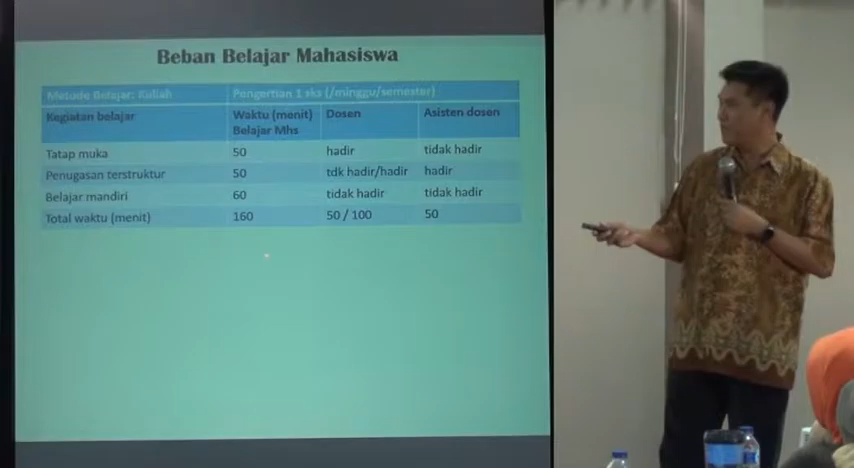 Beban Belajar Mahasiswa
Metode Belajar: Kuliah Pengertian 1 sks (/minggu/semester)
Kegiatan belajar Waktu (menit) Belajar Mhs Dosen Asisten dosen
Tatap muka 50 hadir tidak hadir
Penugasan terstruktur 50 tdk hadir/hadir hadir
Belajar mandiri 60 tidak hadir tidak hadir
Total waktu (menit) 160 50 / 100 50